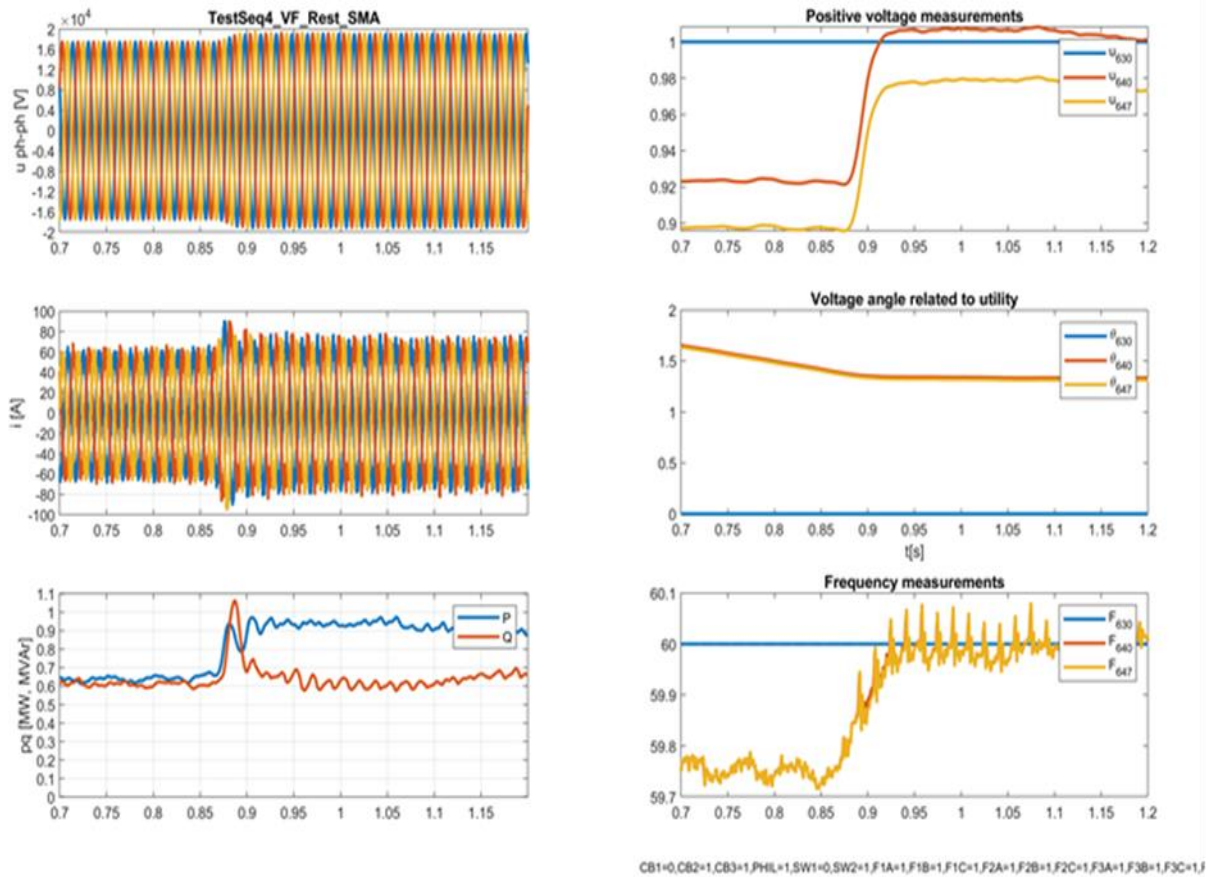 TestSeq4_VF_Rest_SMA
×10⁴
u ph-ph [V]
2
1.6
1.2
0.8
0.4
0
-0.4
-0.8
-1.2
-1.6
-2
0.7 0.75 0.8 0.85 0.9 0.95 1 1.05 1.1 1.15
Positive voltage measurements
1
0.98
0.96
0.94
0.92
0.9
u630
u640
u647
0.7 0.75 0.8 0.85 0.9 0.95 1 1.05 1.1 1.15 1.2
i [A]
100
80
60
40
20
0
-20
-40
-60
-80
-100
0.7 0.75 0.8 0.85 0.9 0.95 1 1.05 1.1 1.15
Voltage angle related to utility
2
1.5
1
0.5
0
θ630
θ640
θ647
0.7 0.75 0.8 0.85 0.9 0.95 1 1.05 1.1 1.15 1.2
t[s]
pq [MW, MVAr]
1.1
1
0.9
0.8
0.7
0.6
0.5
0.4
0.3
0.2
0.1
0
P
Q
0.7 0.75 0.8 0.85 0.9 0.95 1 1.05 1.1 1.15
Frequency measurements
60.1
60
59.9
59.8
59.7
F630
F640
F647
0.7 0.75 0.8 0.85 0.9 0.95 1 1.05 1.1 1.15 1.2
CB1=0,CB2=1,CB3=1,PHIL=1,SW1=0,SW2=1,F1A=1,F1B=1,F1C=1,F2A=1,F2B=1,F2C=1,F3A=1,F3B=1,F3C=1,